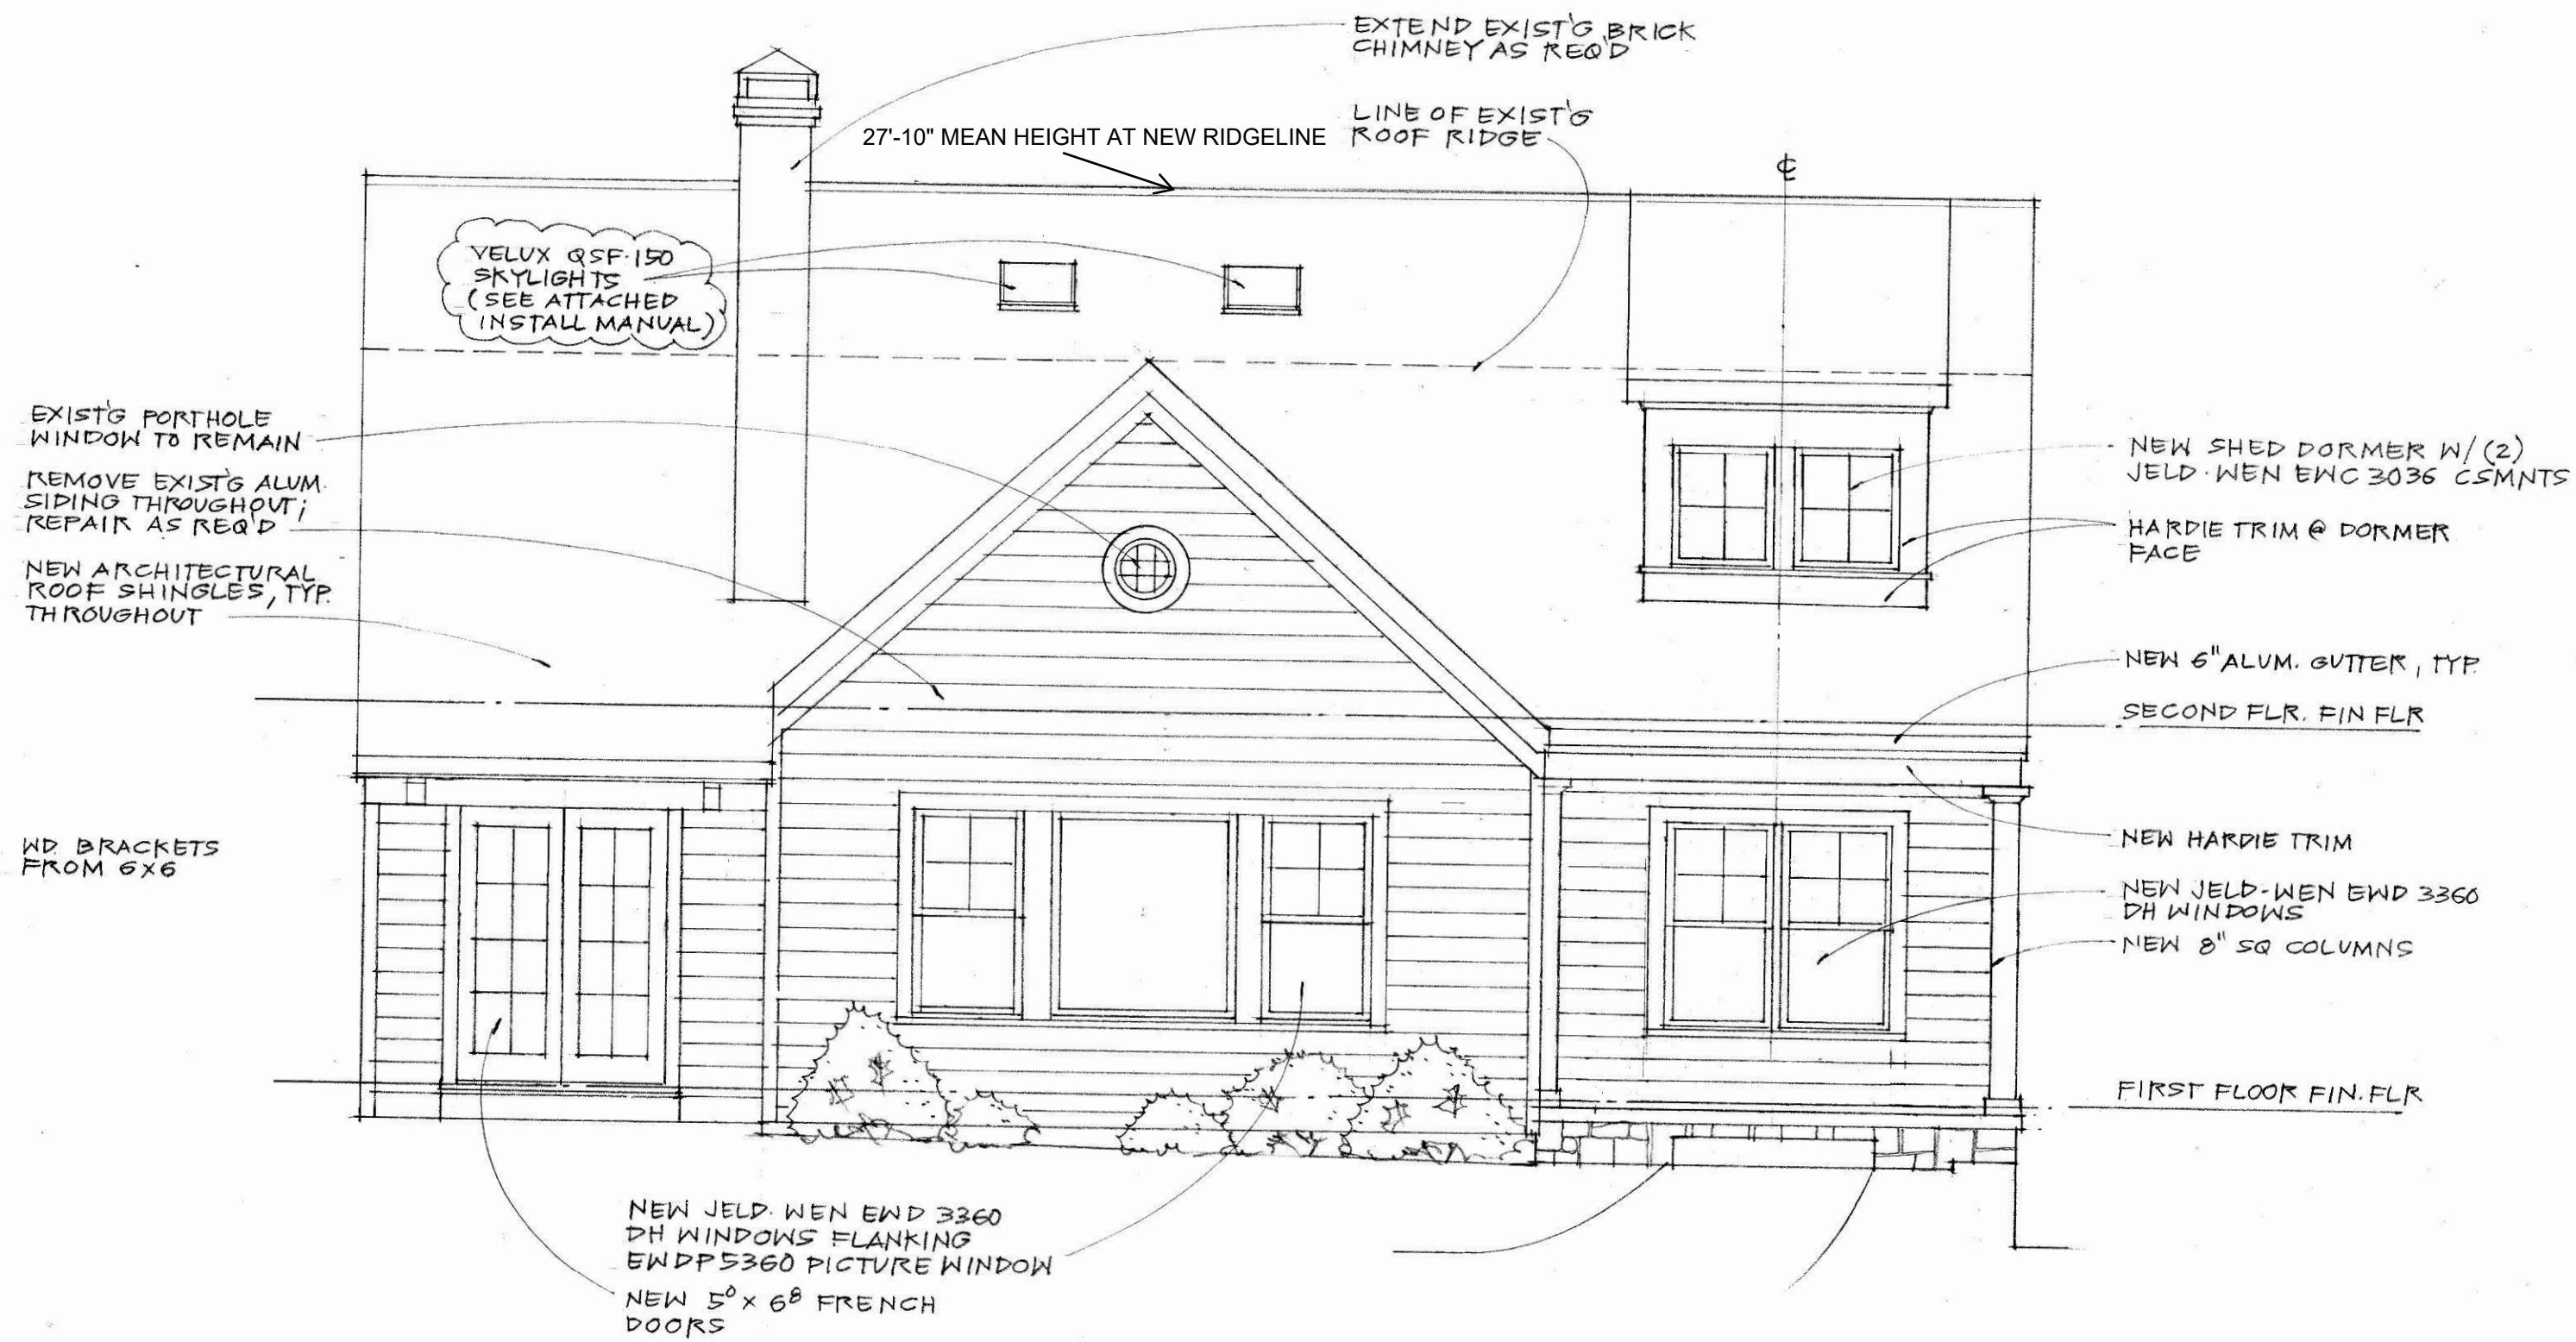 EXTEND EXIST'G BRICK
CHIMNEY AS REQ'D
27'-10" MEAN HEIGHT AT NEW RIDGELINE
LINE OF EXIST'G
ROOF RIDGE
℄
VELUX QSF·150
SKYLIGHTS
(SEE ATTACHED
INSTALL MANUAL)
EXIST'G PORTHOLE
WINDOW TO REMAIN
REMOVE EXIST'G ALUM.
SIDING THROUGHOUT;
REPAIR AS REQ'D
NEW ARCHITECTURAL
ROOF SHINGLES, TYP.
THROUGHOUT
WD. BRACKETS
FROM 6X6
NEW SHED DORMER W/ (2)
JELD·WEN EWC 3036 CSMNTS
HARDIE TRIM @ DORMER
FACE
NEW 6" ALUM. GUTTER, TYP.
SECOND FLR. FIN FLR
NEW HARDIE TRIM
NEW JELD-WEN EWD 3360
DH WINDOWS
NEW 8" SQ COLUMNS
FIRST FLOOR FIN. FLR
NEW JELD·WEN EWD 3360
DH WINDOWS FLANKING
EWDP5360 PICTURE WINDOW
NEW 5⁰ x 6⁸ FRENCH
DOORS